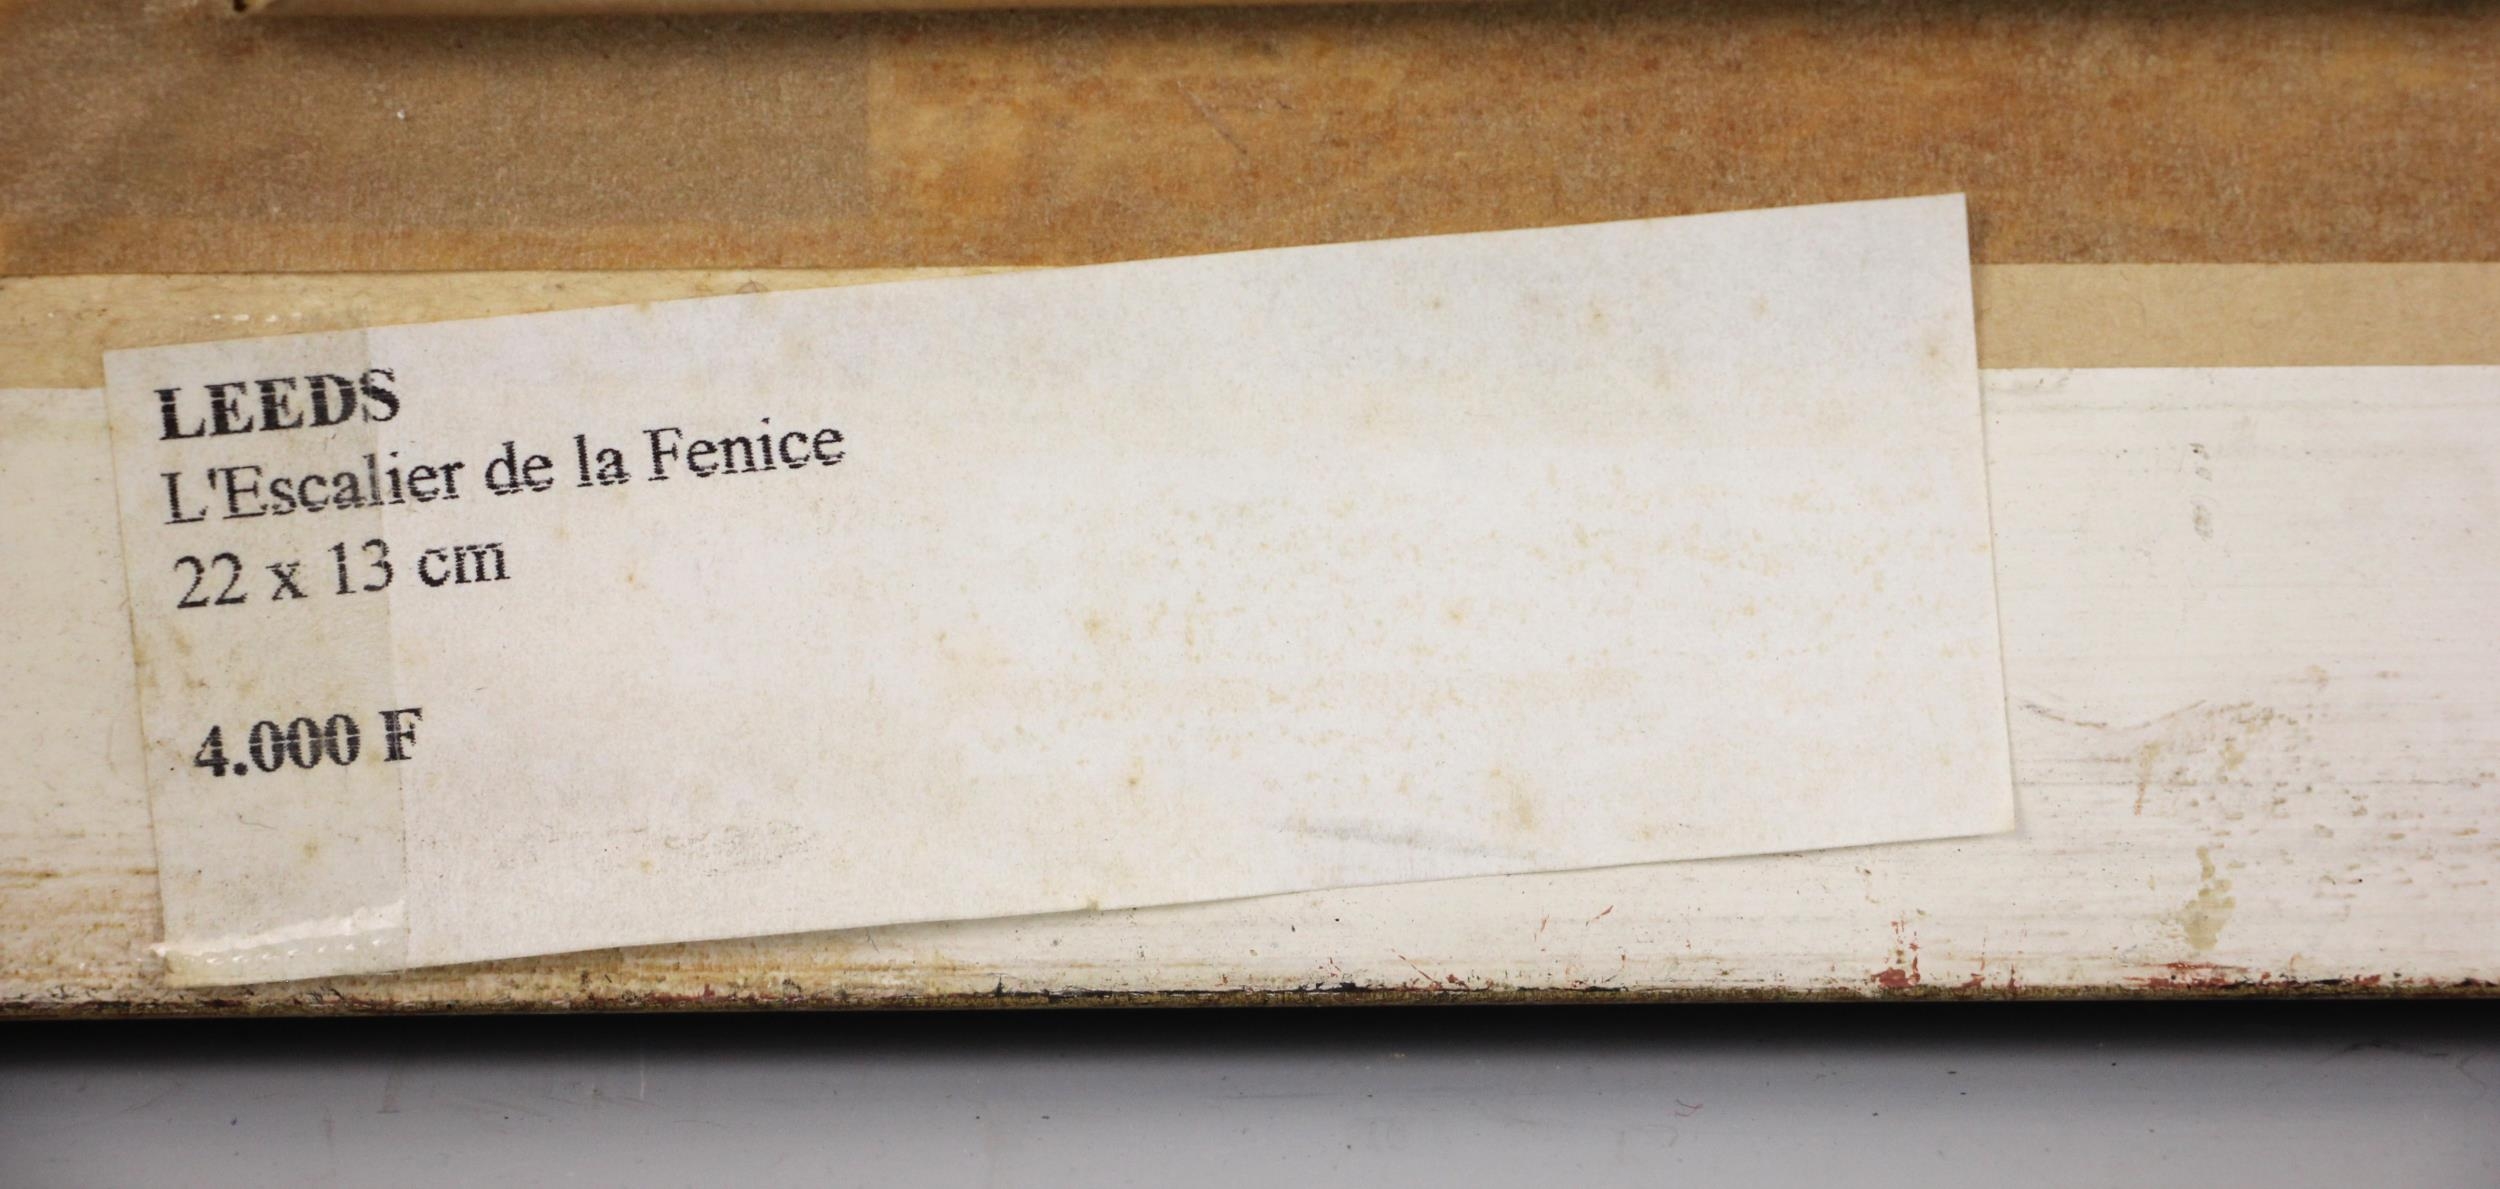 LEEDS
L'Escalier de la Fenice
22 x 13 cm
4.000 F